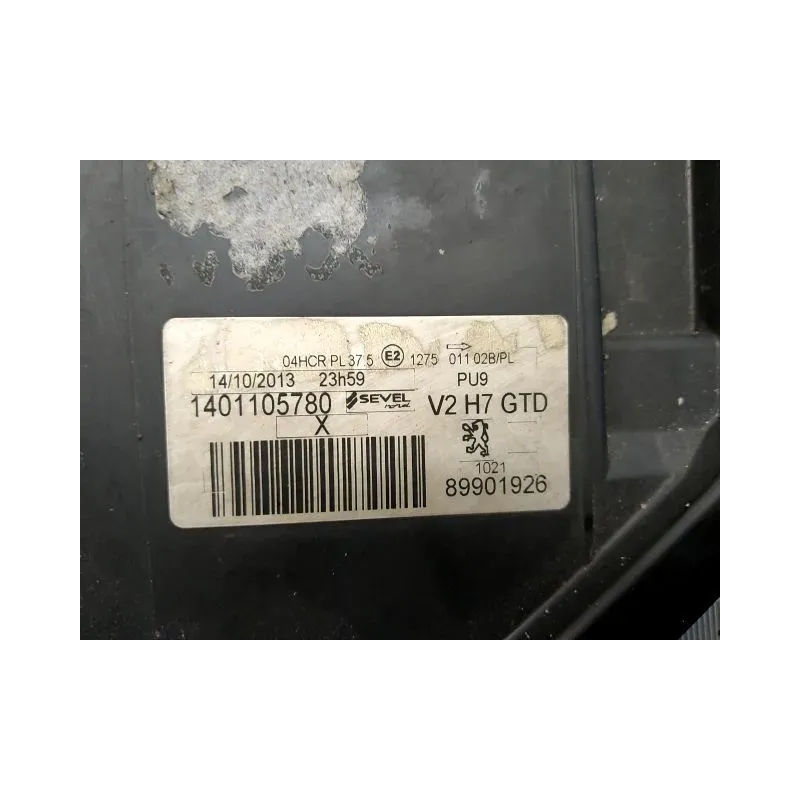 04HCR PL 37.5 E2 1275 011 02B/PL
14/10/2013 23h59 PU9
1401105780 SEVEL nord V2 H7 GTD
X
1021
89901926